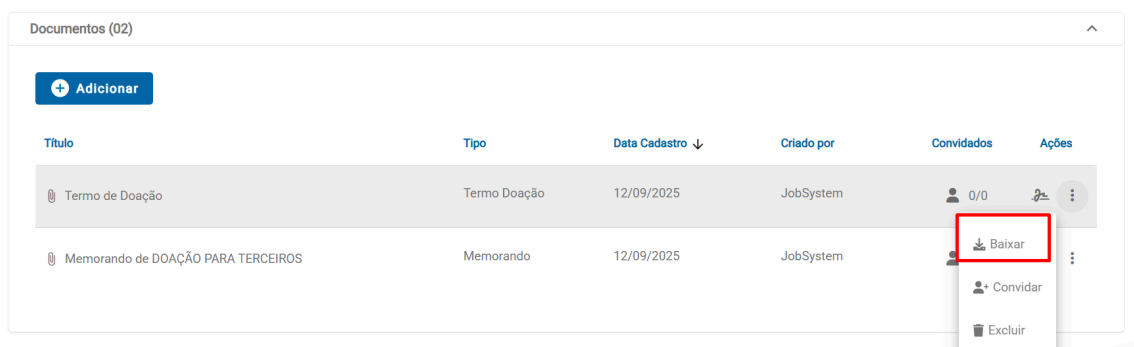 Documentos (02)
Adicionar
Título Tipo Data Cadastro Criado por Convidados Ações
Termo de Doação Termo Doação 12/09/2025 JobSystem 0/0
Baixar
Memorando de DOAÇÃO PARA TERCEIROS Memorando 12/09/2025 JobSystem
Convidar
Excluir